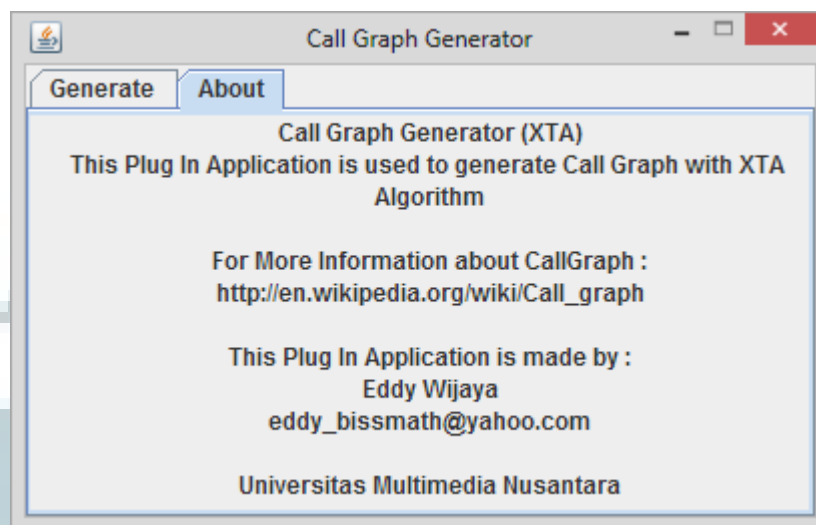 Call Graph Generator
Generate About
Call Graph Generator (XTA)
This Plug In Application is used to generate Call Graph with XTA
Algorithm
For More Information about CallGraph :
http://en.wikipedia.org/wiki/Call_graph
This Plug In Application is made by :
Eddy Wijaya
eddy_bissmath@yahoo.com
Universitas Multimedia Nusantara